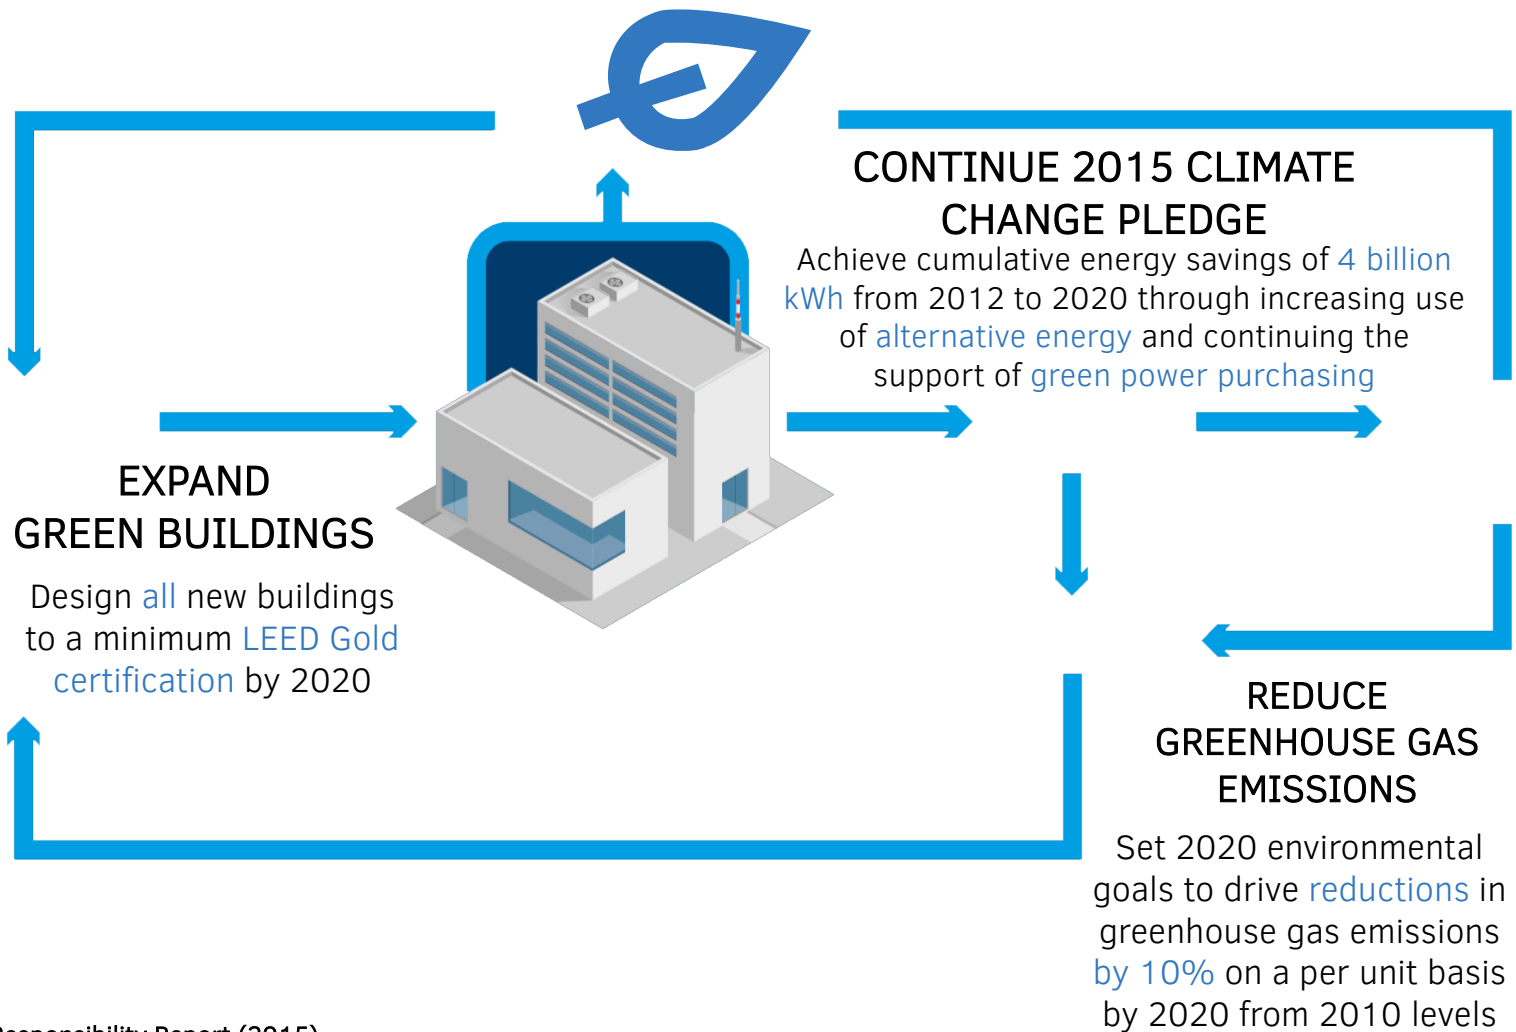 CONTINUE 2015 CLIMATE
CHANGE PLEDGE
Achieve cumulative energy savings of 4 billion
kWh from 2012 to 2020 through increasing use
of alternative energy and continuing the
support of green power purchasing
EXPAND
GREEN BUILDINGS
Design all new buildings
to a minimum LEED Gold
certification by 2020
REDUCE
GREENHOUSE GAS
EMISSIONS
Set 2020 environmental
goals to drive reductions in
greenhouse gas emissions
by 10% on a per unit basis
by 2020 from 2010 levels
Report (2015)